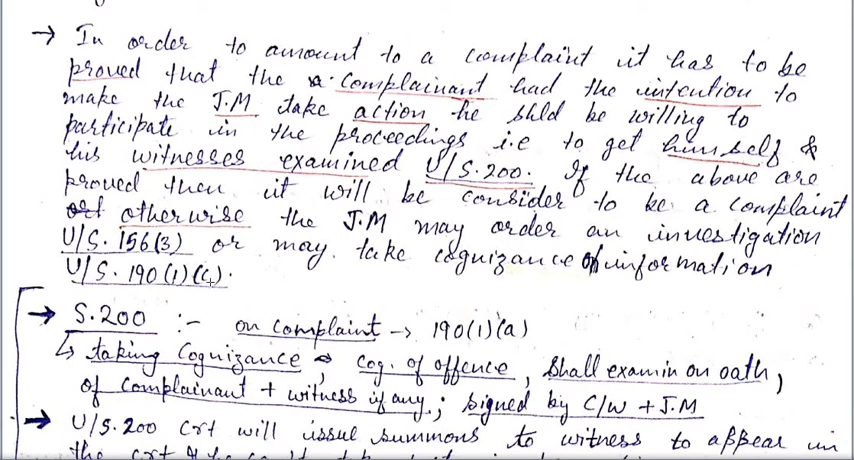 → In order to amount to a complaint it has to be
proved that the complainant had the intention to
make the J.M take action he shld be willing to
participate in the proceedings i.e to get himself &
his witnesses examined U/S.200. If the above are
proved then it will be consider to be a complaint
otherwise the J.M may order an investigation
U/S. 156(3) or may take cognizance of information
U/S. 190(1)(c).
→ S.200 :- on complaint → 190(1)(a)
↳ taking Cognizance → cog. of offence, shall examin on oath,
of complainant + witness if any; signed by C/W + J.M
→ U/S.200 crt will issue summons to witness to appear in
the crt